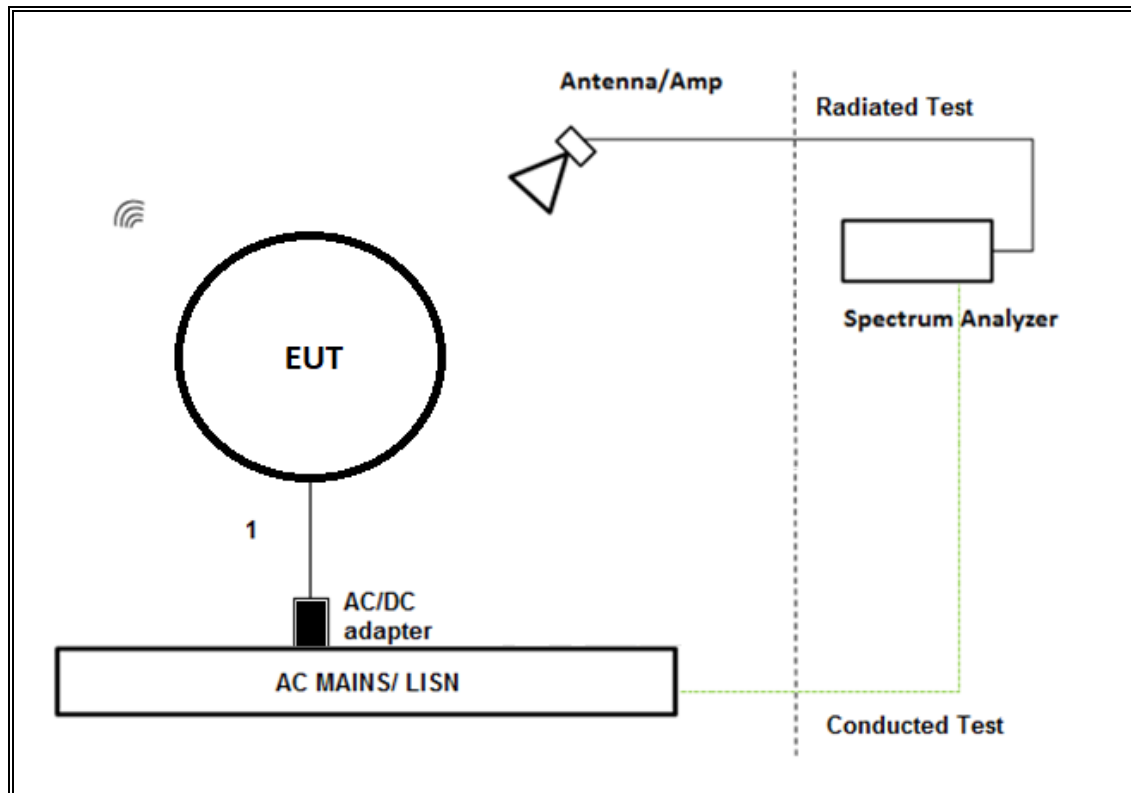 Antenna/Amp
Radiated Test
Spectrum Analyzer
EUT
1
AC/DC
adapter
AC MAINS/ LISN
Conducted Test